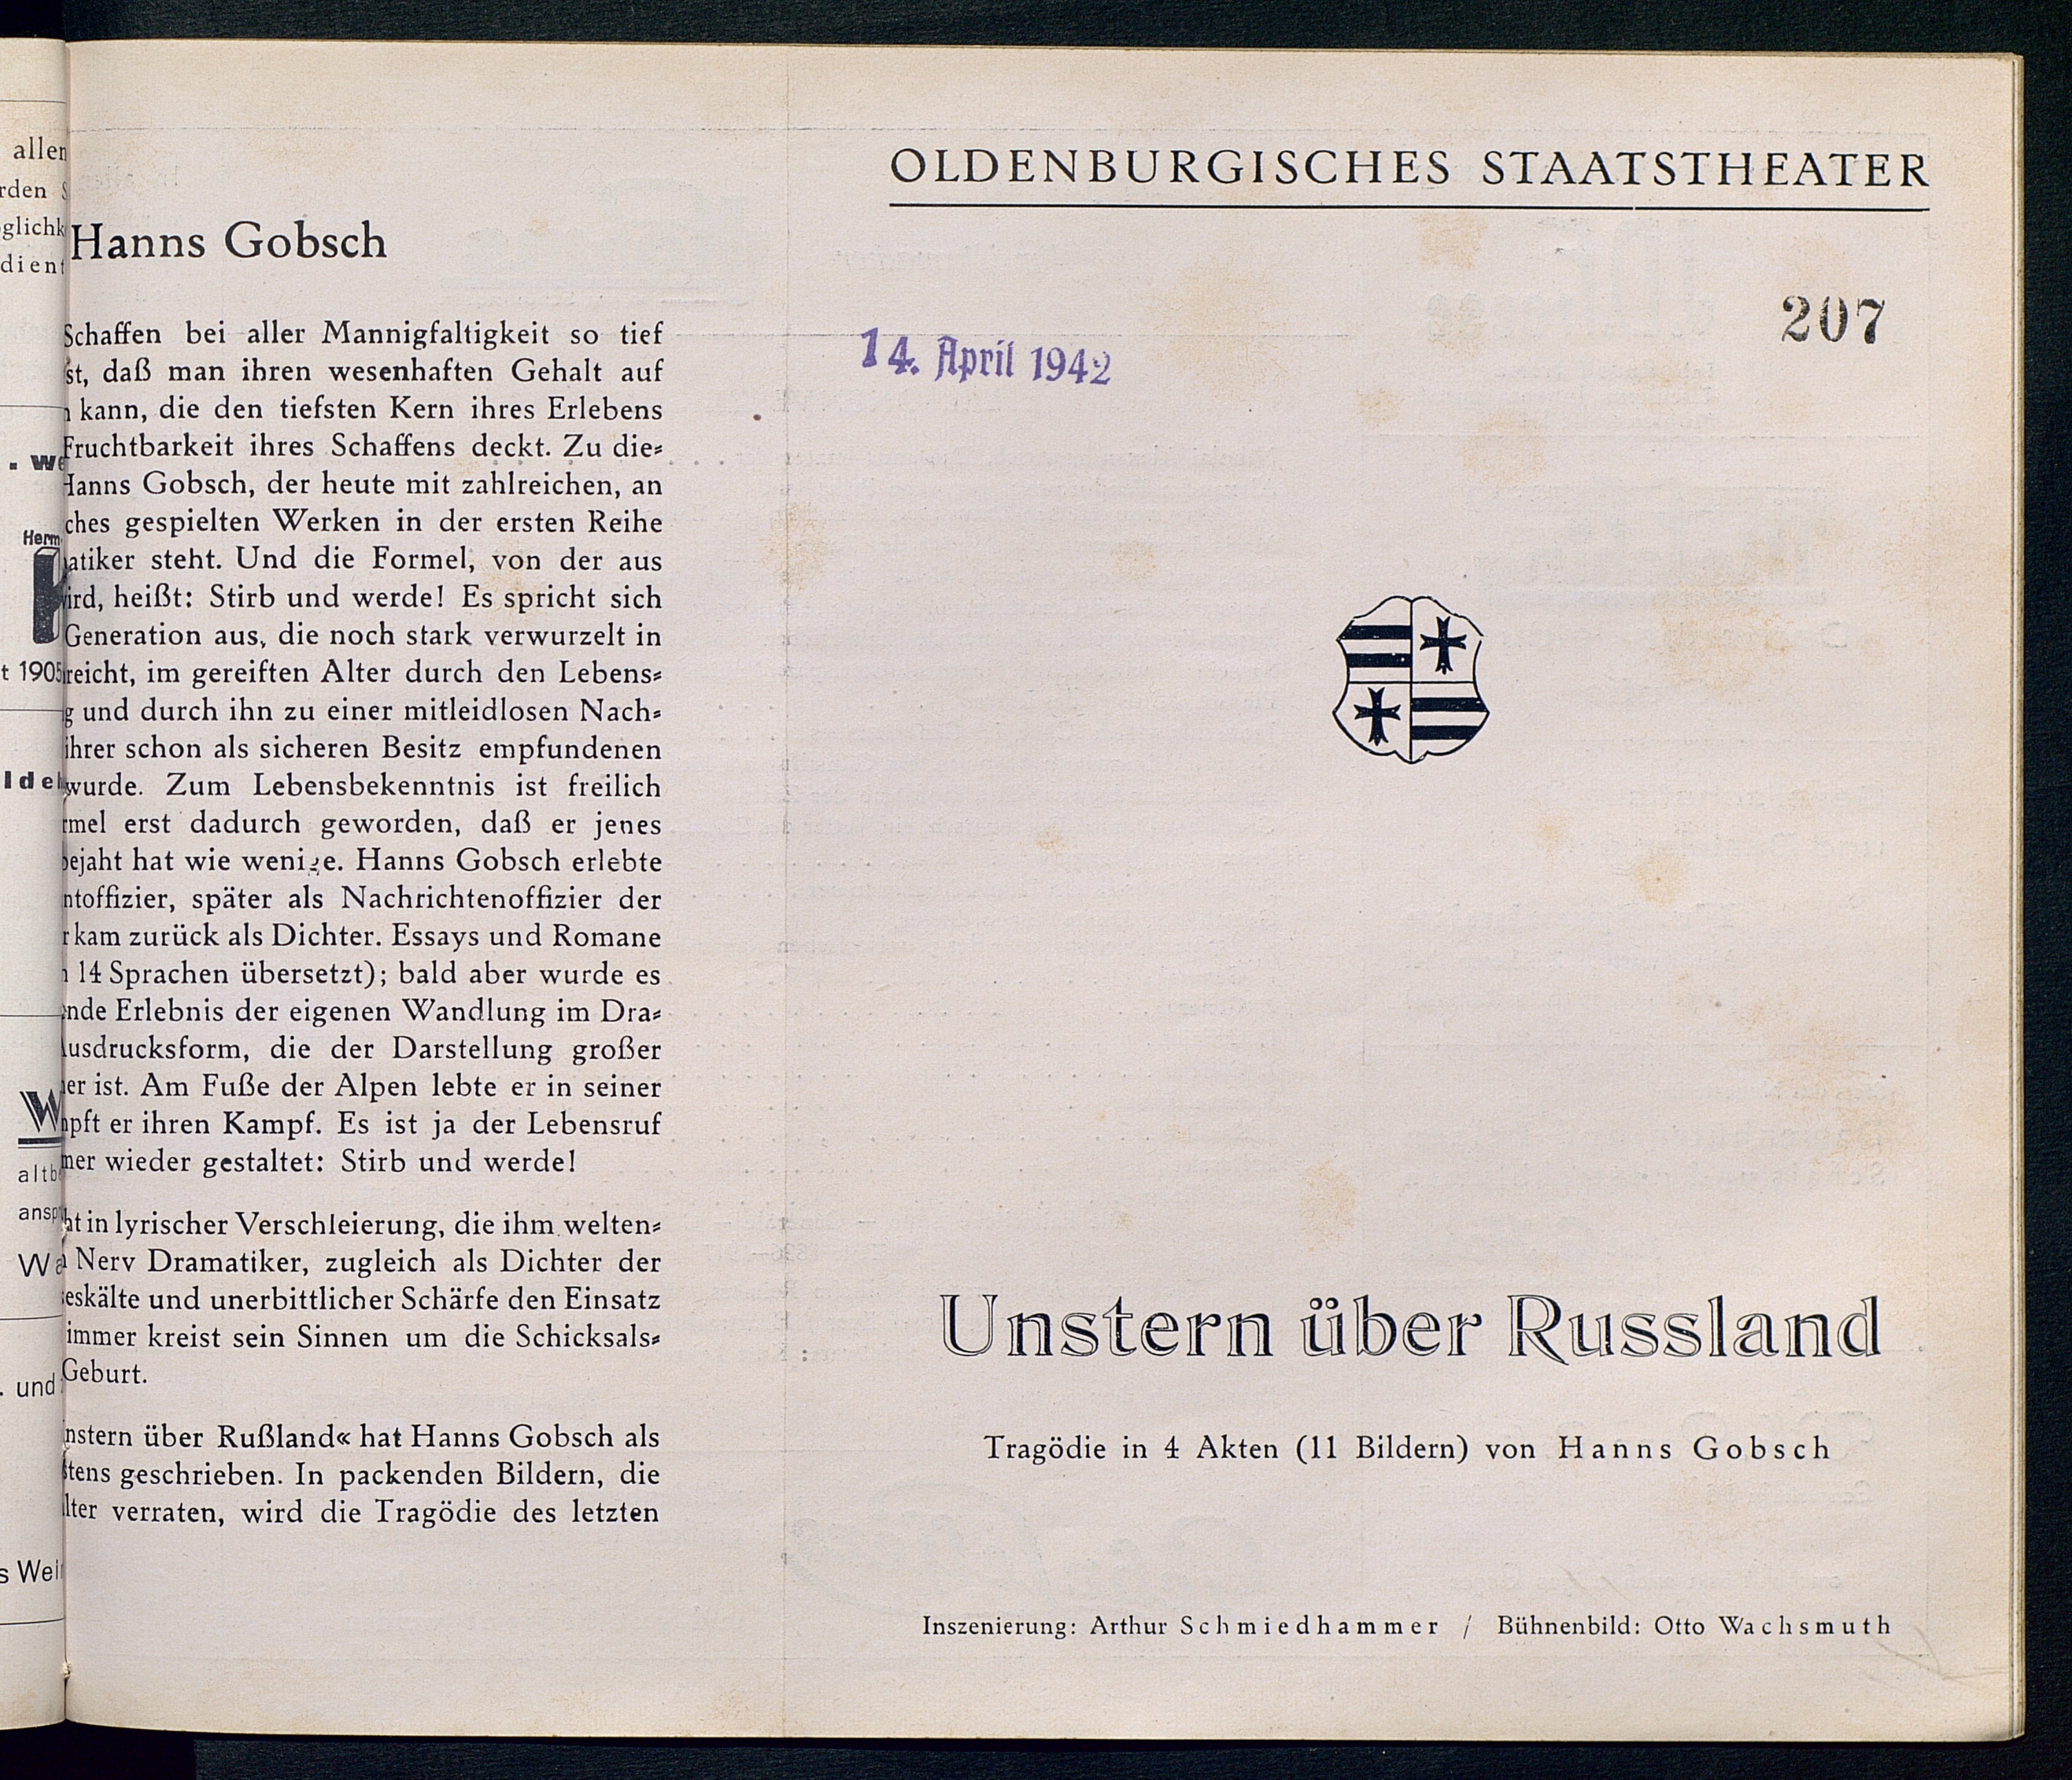 allen
glichk
dient
t 1905
altb
. und
s Wei
Hanns Gobsch
Schaffen bei aller Mannigfaltigkeit so tief
st, daß man ihren wesenhaften Gehalt auf
kann, die den tiefsten Kern ihres Erlebens
Fruchtbarkeit ihres Schaffens deckt. Zu die=
Hanns Gobsch, der heute mit zahlreichen, an
ches gespielten Werken in der ersten Reihe
atiker steht. Und die Formel, von der aus
ird, heißt: Stirb und werde! Es spricht sich
Generation aus, die noch stark verwurzelt in
reicht, im gereiften Alter durch den Lebens=
g und durch ihn zu einer mitleidlosen Nach=
ihrer schon als sicheren Besitz empfundenen
wurde. Zum Lebensbekenntnis ist freilich
rmel erst dadurch geworden, daß er jenes
bejaht hat wie wenige. Hanns Gobsch erlebte
ntoffizier, später als Nachrichtenoffizier der
r kam zurück als Dichter. Essays und Romane
14 Sprachen übersetzt); bald aber wurde es
nde Erlebnis der eigenen Wandlung im Dra=
Ausdrucksform, die der Darstellung großer
er ist. Am Fuße der Alpen lebte er in seiner
pft er ihren Kampf. Es ist ja der Lebensruf
mer wieder gestaltet: Stirb und werde!
at in lyrischer Verschleierung, die ihm welten=
Nerv Dramatiker, zugleich als Dichter der
eskälte und unerbittlicher Schärfe den Einsatz
immer kreist sein Sinnen um die Schicksals=
Geburt.
nstern über Rußland« hat Hanns Gobsch als
tens geschrieben. In packenden Bildern, die
lter verraten, wird die Tragödie des letzten
OLDENBURGISCHES STAATSTHEATER
207
14. April 1942
Unstern über Russland
Tragödie in 4 Akten (11 Bildern) von Hanns Gobsch
Inszenierung: Arthur Schmiedhammer / Bühnenbild: Otto Wachsmuth